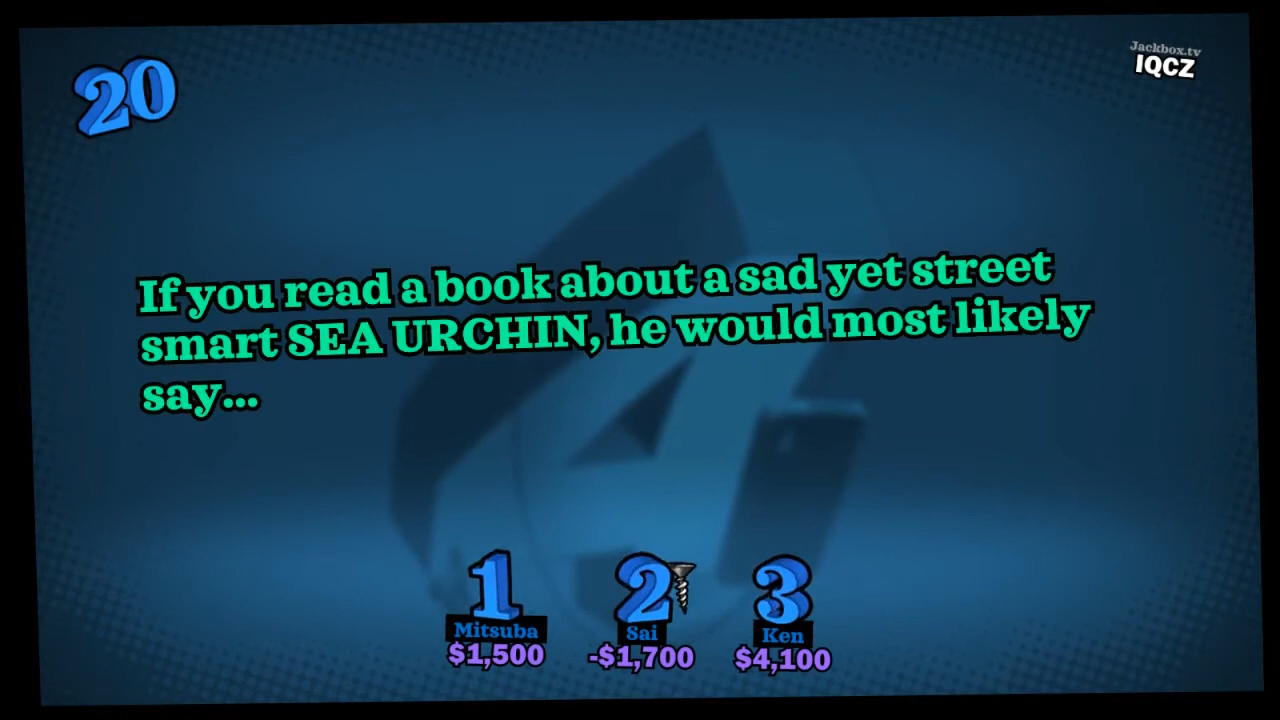 20
Jackbox.tv
IQCZ
If you read a book about a sad yet street
smart SEA URCHIN, he would most likely
say...
1
Mitsuba
$1,500
2
Sai
-$1,700
3
Ken
$4,100